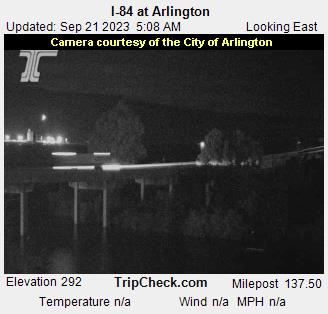 I-84 at Arlington
Updated: Sep 21 2023 5:08 AM Looking East
Camera courtesy of the City of Arlington
Elevation 292 TripCheck.com Milepost 137.50
Temperature n/a Wind n/a MPH n/a